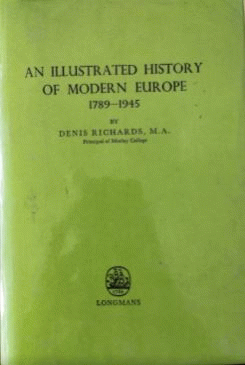 AN ILLUSTRATED HISTORY
OF MODERN EUROPE
1789–1945
BY
DENIS RICHARDS, M.A.
Principal of Morley College
LONGMANS